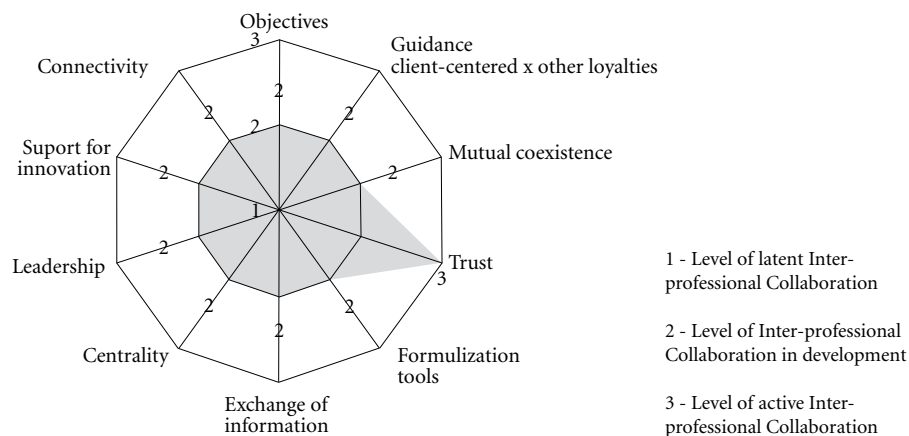 Objectives
3
Guidance
client-centered x other loyalties
Connectivity
2
2
2
2
Suport for
innovation
2
2
Mutual coexistence
1
2
Leadership
Trust
3
2
2
2
Centrality
Formulization
tools
Exchange of
information
1 - Level of latent Inter-
professional Collaboration
2 - Level of Inter-professional
Collaboration in development
3 - Level of active Inter-
professional Collaboration